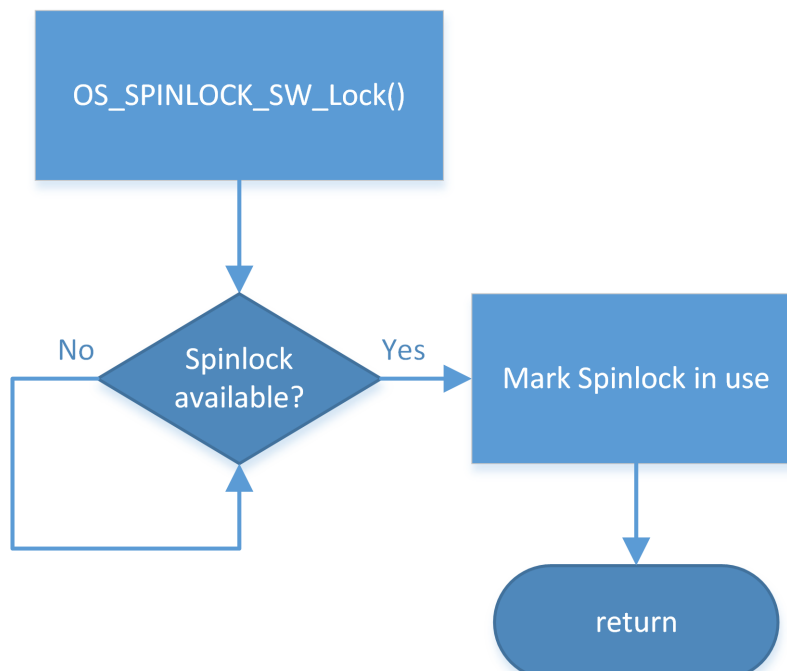 OS_SPINLOCK_SW_Lock()
No
Spinlock
available?
Yes
Mark Spinlock in use
return